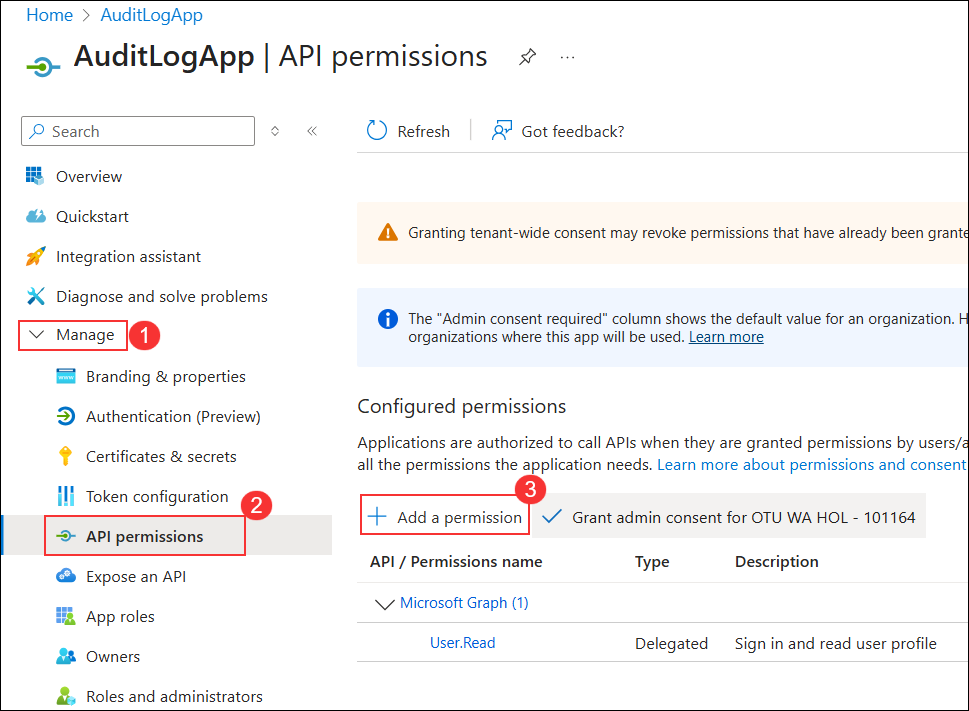 Home > AuditLogApp
AuditLogApp | API permissions
Search
Refresh | Got feedback?
Overview
Quickstart
Integration assistant
Diagnose and solve problems
Manage 1
Branding & properties
Authentication (Preview)
Certificates & secrets
Token configuration
2
API permissions
Expose an API
App roles
Owners
Roles and administrators
Granting tenant-wide consent may revoke permissions that have already been grante
The "Admin consent required" column shows the default value for an organization. H
organizations where this app will be used. Learn more
Configured permissions
Applications are authorized to call APIs when they are granted permissions by users/a
all the permissions the application needs. Learn more about permissions and consent
3
Add a permission Grant admin consent for OTU WA HOL - 101164
API / Permissions name Type Description
Microsoft Graph (1)
User.Read Delegated Sign in and read user profile